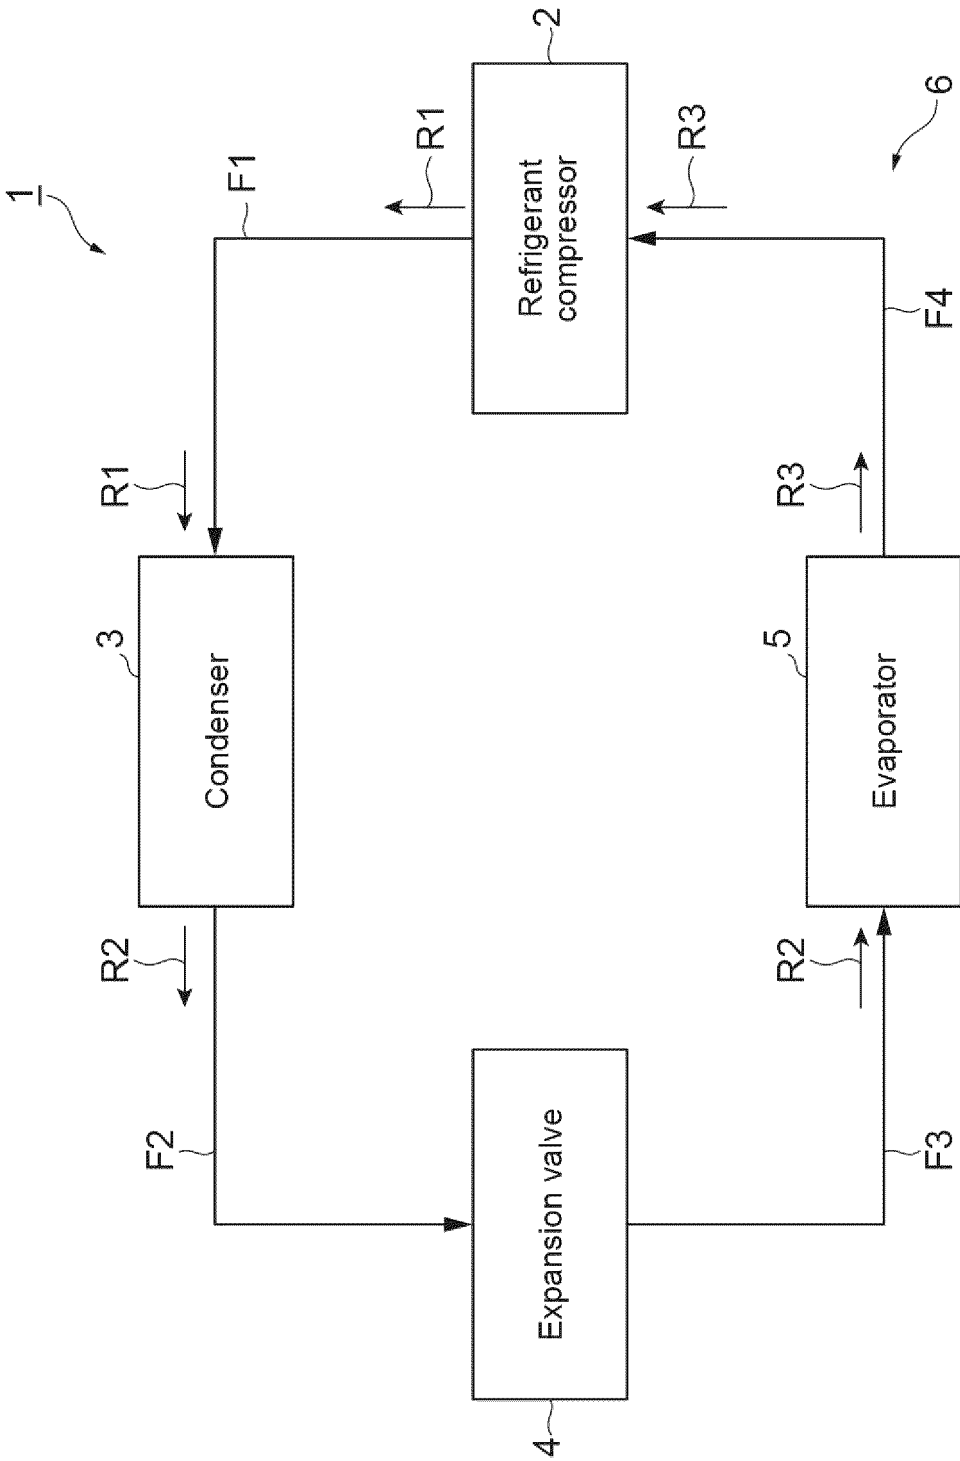 1
R2
3
R1
F2
Condenser
F1
R1
4
Expansion valve
Refrigerant
compressor
2
R3
R2
5
R3
Evaporator
F3
F4
6